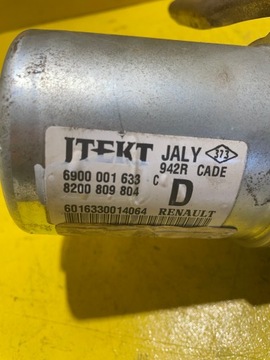 JTEKT JALY 373
942R CADE
6900 001 633 C
8200 809 804 D
6016330014064 RENAULT